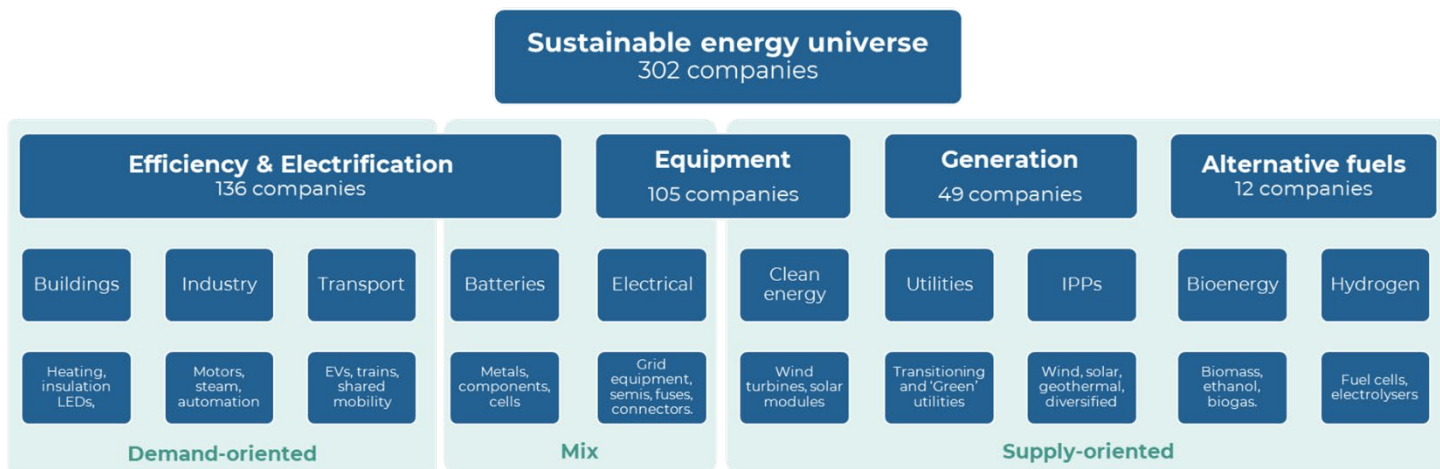 Sustainable energy universe
302 companies
Efficiency & Electrification
136 companies
Equipment
105 companies
Generation
49 companies
Alternative fuels
12 companies
Buildings
Industry
Transport
Batteries
Electrical
Clean
energy
Utilities
IPPs
Bioenergy
Hydrogen
Heating,
insulation
LEDs,
Motors,
steam,
automation
EVs, trains,
shared
mobility
Metals,
components,
cells
Grid
equipment,
semis, fuses,
connectors.
Wind
turbines, solar
modules
Transitioning
and ‘Green’
utilities
Wind, solar,
geothermal,
diversified
Biomass,
ethanol,
biogas.
Fuel cells,
electrolysers
Demand-oriented
Mix
Supply-oriented